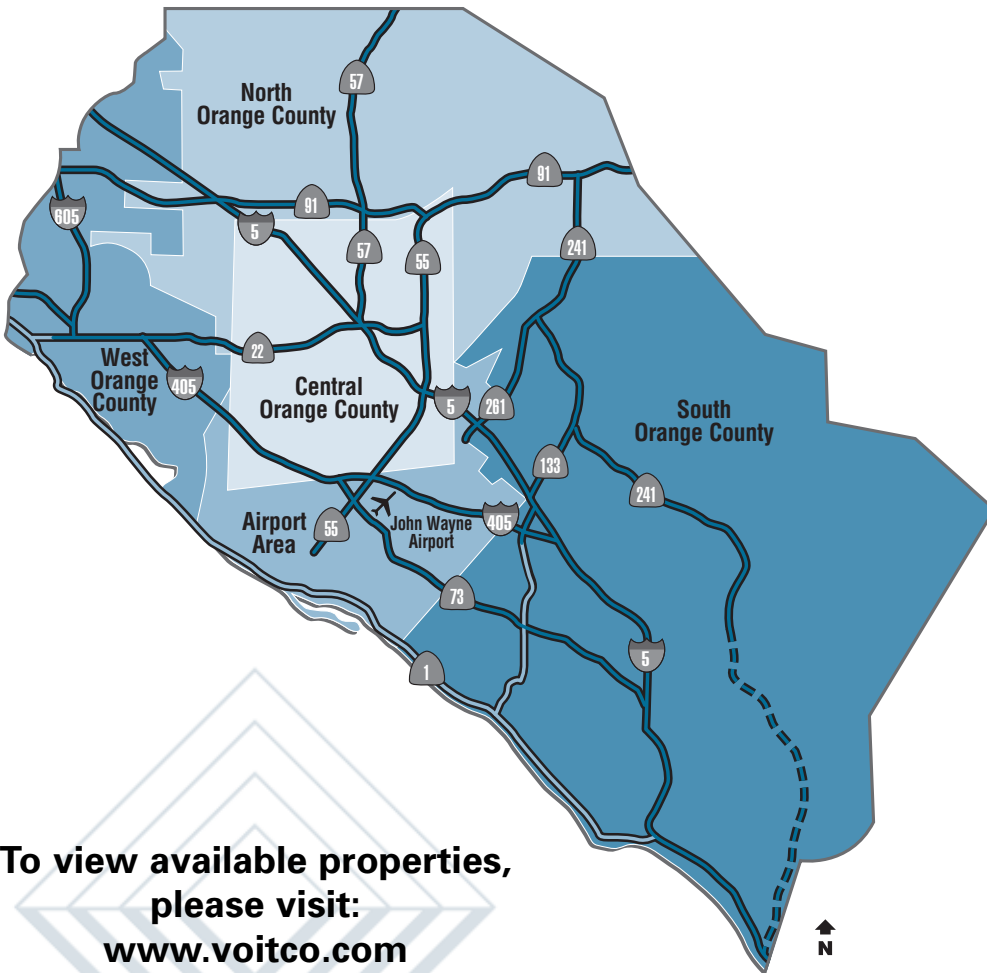 57
North
Orange County
91
91
605
5
57
55
241
22
West
Orange
County
405
Central
Orange County
5
261
South
Orange County
133
241
Airport
Area
55
John Wayne
Airport
405
73
5
1
To view available properties,
please visit:
www.voitco.com
N